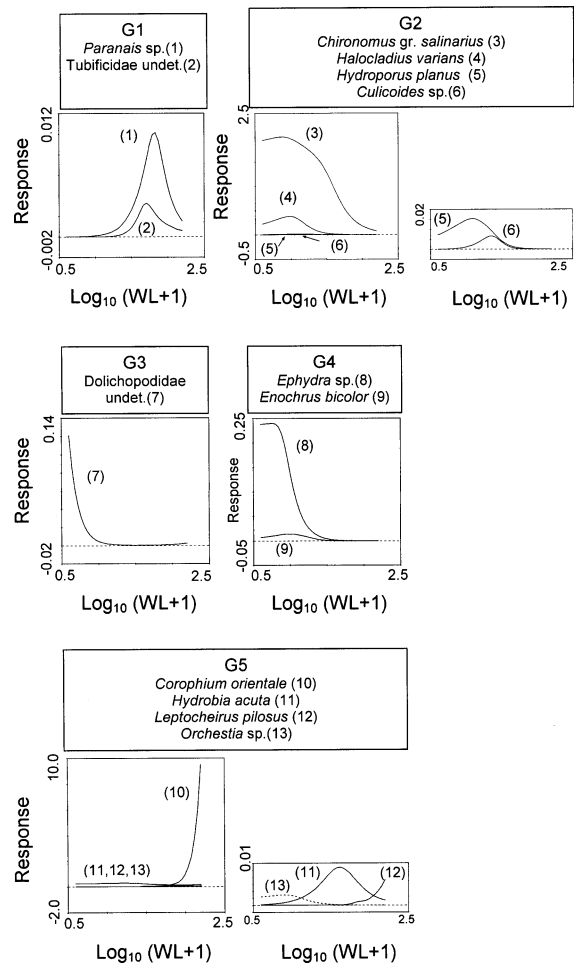 G1
Paranais sp.(1)
Tubificidae undet.(2)
G2
Chironomus gr. salinarius (3)
Halocladius varians (4)
Hydroporus planus (5)
Culicoides sp.(6)
Response
0.012
-0.002
(1)
(2)
-0.5
2.5
Log10 (WL+1)
Response
2.5
-0.5
(3)
(4)
(5)
(6)
0.5
2.5
Log10 (WL+1)
0.02
(5)
(6)
0.5
2.5
Log10 (WL+1)
G3
Dolichopodidae
undet.(7)
G4
Ephydra sp.(8)
Enochrus bicolor (9)
Response
0.14
-0.02
(7)
0.5
2.5
Log10 (WL+1)
Response
0.25
-0.05
(8)
(9)
0.5
2.5
Log10 (WL+1)
G5
Corophium orientale (10)
Hydrobia acuta (11)
Leptocheirus pilosus (12)
Orchestia sp.(13)
Response
10.0
-2.0
(10)
(11,12,13)
0.5
2.5
Log10 (WL+1)
0.01
(13)
(11)
(12)
0.5
2.5
Log10 (WL+1)